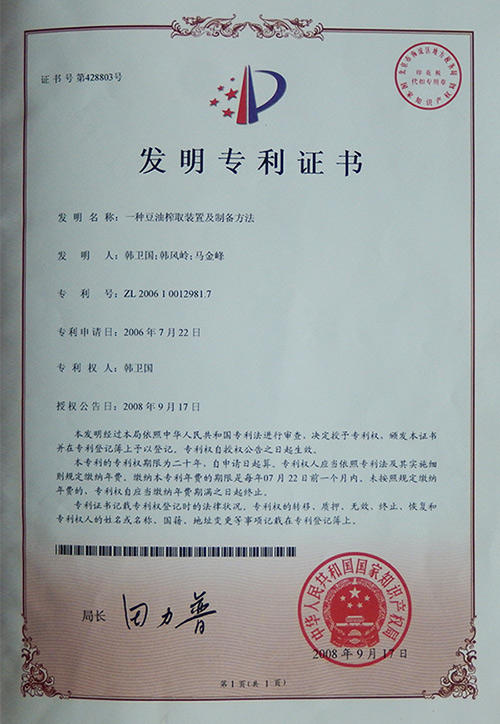 证书号第428803号
印花税
代扣专用章
国家知识产权局
发明专利证书
发明名称：一种豆油榨取装置及制备方法
发明人：韩卫国;韩风岭;马金峰
专利号：ZL 2006 1 0012981.7
专利申请日：2006年7月22日
专利权人：韩卫国
授权公告日：2008年9月17日
本发明经过本局依照中华人民共和国专利法进行审查，决定授予专利权，颁发本证书
并在专利登记簿上予以登记。专利权自授权公告之日起生效。
本专利的专利权期限为二十年，自申请日起算。专利权人应当依照专利法及其实施细
则规定缴纳年费。缴纳本专利年费的期限是每年07月22日前一个月内。未按照规定缴纳
年费的，专利权自应当缴纳年费期满之日起终止。
专利证书记载专利权登记时的法律状况。专利权的转移、质押、无效、终止、恢复和
专利权人的姓名或名称、国籍、地址变更等事项记载在专利登记簿上。
局长 田力普
中华人民共和国国家知识产权局
2008年9月17日
第1页(共1页)